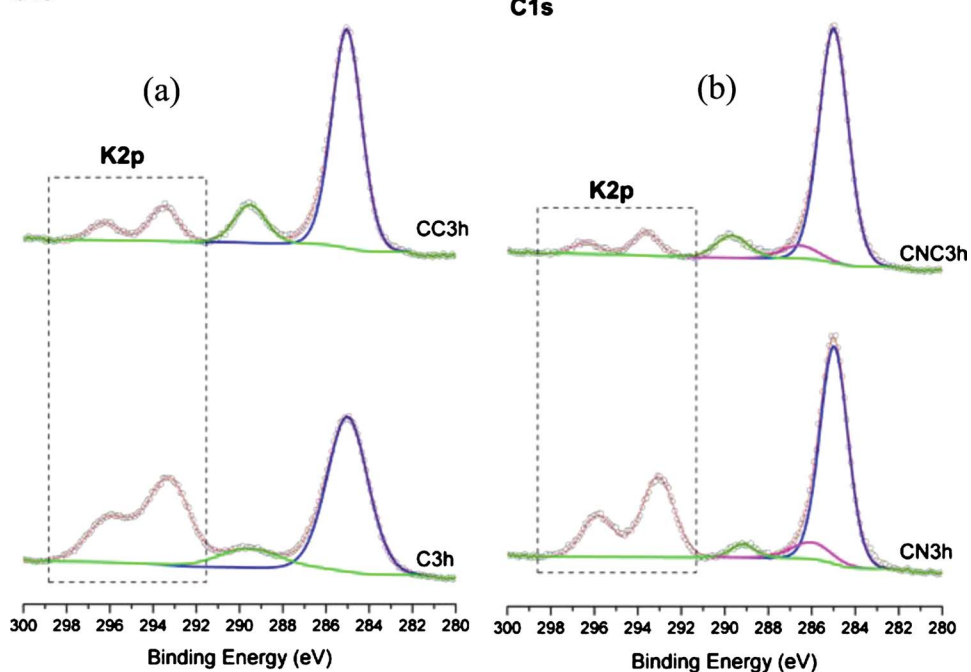 C1s
(a)
(b)
K2p
K2p
CC3h
CNC3h
C3h
CN3h
300 298 296 294 292 290 288 286 284 282 280
300 298 296 294 292 290 288 286 284 282 280
Binding Energy (eV)
Binding Energy (eV)